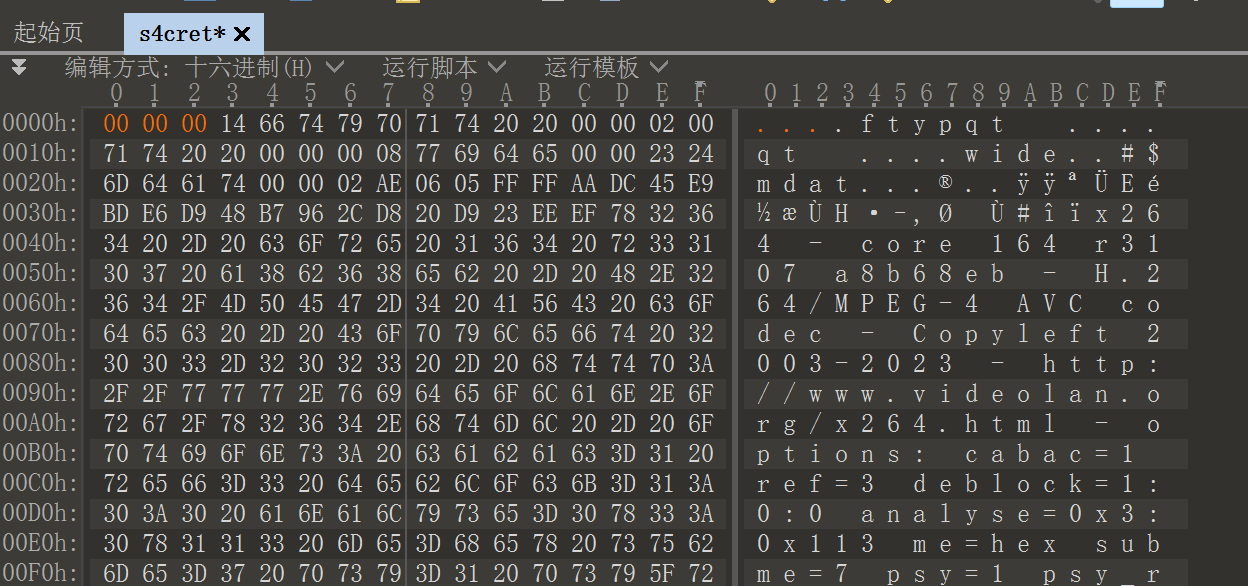 起始页 s4cret* ×
编辑方式: 十六进制(H) 运行脚本 运行模板
0 1 2 3 4 5 6 7 8 9 A B C D E F 0 1 2 3 4 5 6 7 8 9 A B C D E F
0000h: 00 00 00 14 66 74 79 70 71 74 20 20 00 00 02 00 ....ftypqt  ....
0010h: 71 74 20 20 00 00 00 08 77 69 64 65 00 00 23 24 qt  ....wide..#$
0020h: 6D 64 61 74 00 00 02 AE 06 05 FF FF AA DC 45 E9 mdat...®..ÿÿªÜEé
0030h: BD E6 D9 48 B7 96 2C D8 20 D9 23 EE EF 78 32 36 ½æÙH·–,Ø Ù#îïx26
0040h: 34 20 2D 20 63 6F 72 65 20 31 36 34 20 72 33 31 4 - core 164 r31
0050h: 30 37 20 61 38 62 36 38 65 62 20 2D 20 48 2E 32 07 a8b68eb - H.2
0060h: 36 34 2F 4D 50 45 47 2D 34 20 41 56 43 20 63 6F 64/MPEG-4 AVC co
0070h: 64 65 63 20 2D 20 43 6F 70 79 6C 65 66 74 20 32 dec - Copyleft 2
0080h: 30 30 33 2D 32 30 32 33 20 2D 20 68 74 74 70 3A 003-2023 - http:
0090h: 2F 2F 77 77 77 2E 76 69 64 65 6F 6C 61 6E 2E 6F //www.videolan.o
00A0h: 72 67 2F 78 32 36 34 2E 68 74 6D 6C 20 2D 20 6F rg/x264.html - o
00B0h: 70 74 69 6F 6E 73 3A 20 63 61 62 61 63 3D 31 20 ptions: cabac=1
00C0h: 72 65 66 3D 33 20 64 65 62 6C 6F 63 6B 3D 31 3A ref=3 deblock=1:
00D0h: 30 3A 30 20 61 6E 61 6C 79 73 65 3D 30 78 33 3A 0:0 analyse=0x3:
00E0h: 30 78 31 31 33 20 6D 65 3D 68 65 78 20 73 75 62 0x113 me=hex sub
00F0h: 6D 65 3D 37 20 70 73 79 3D 31 20 70 73 79 5F 72 me=7 psy=1 psy_r